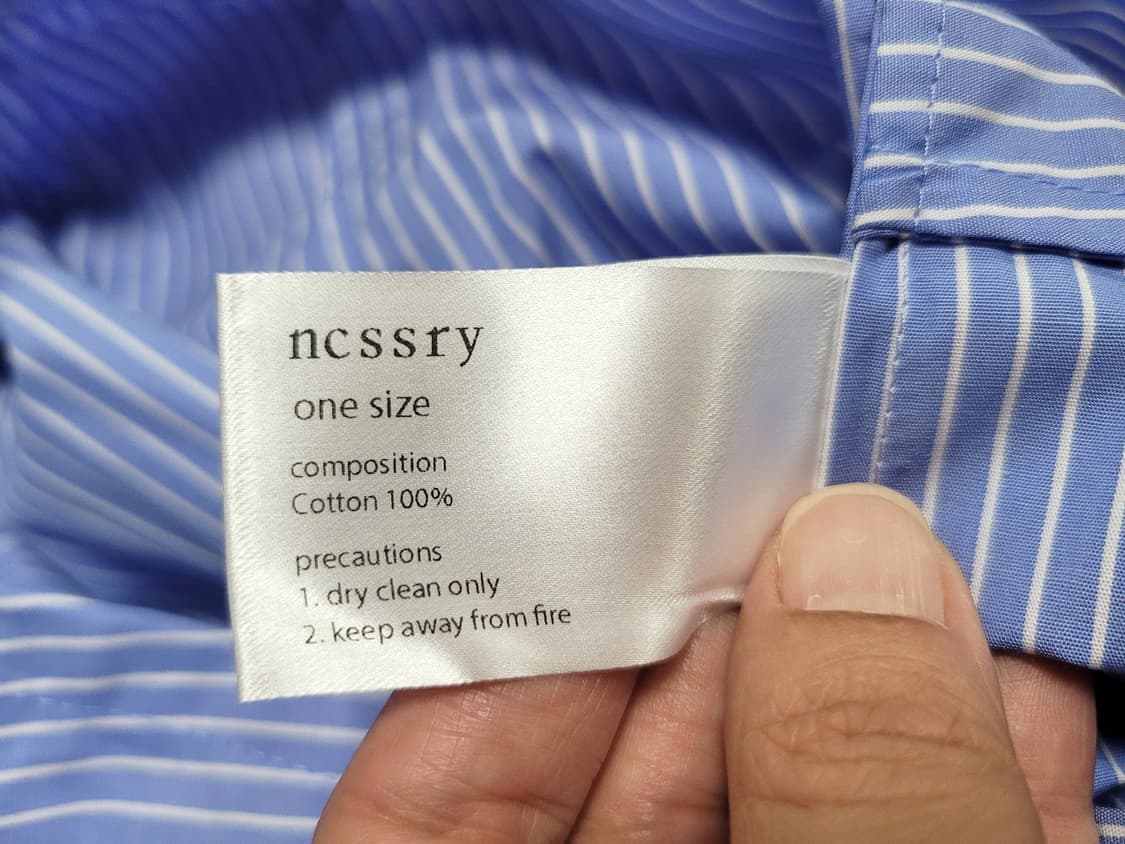 ncssry
one size
composition
Cotton 100%
precautions
1. dry clean only
2. keep away from fire